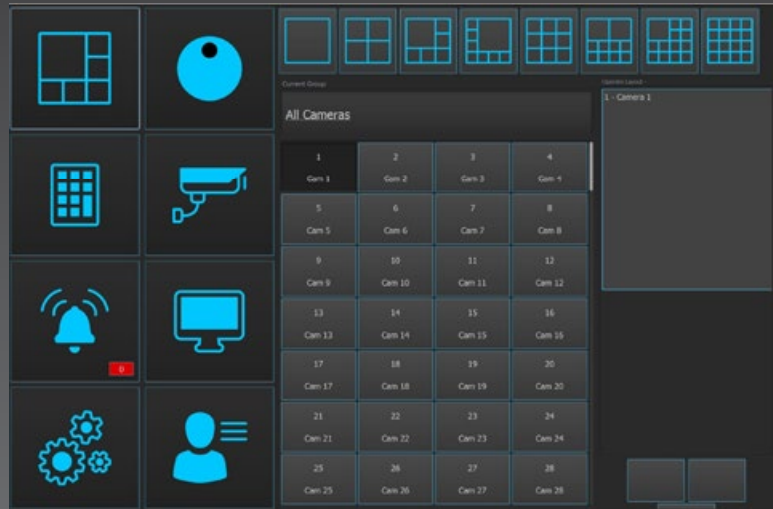 Current Group
All Cameras
1 2 3 4
Cam 1 Cam 2 Cam 3 Cam 4
5 6 7 8
Cam 5 Cam 6 Cam 7 Cam 8
9 10 11 12
Cam 9 Cam 10 Cam 11 Cam 12
13 14 15 16
Cam 13 Cam 14 Cam 15 Cam 16
17 18 19 20
Cam 17 Cam 18 Cam 19 Cam 20
21 22 23 24
Cam 21 Cam 22 Cam 23 Cam 24
25 26 27 28
Cam 25 Cam 26 Cam 27 Cam 28
1 - Camera 1
0